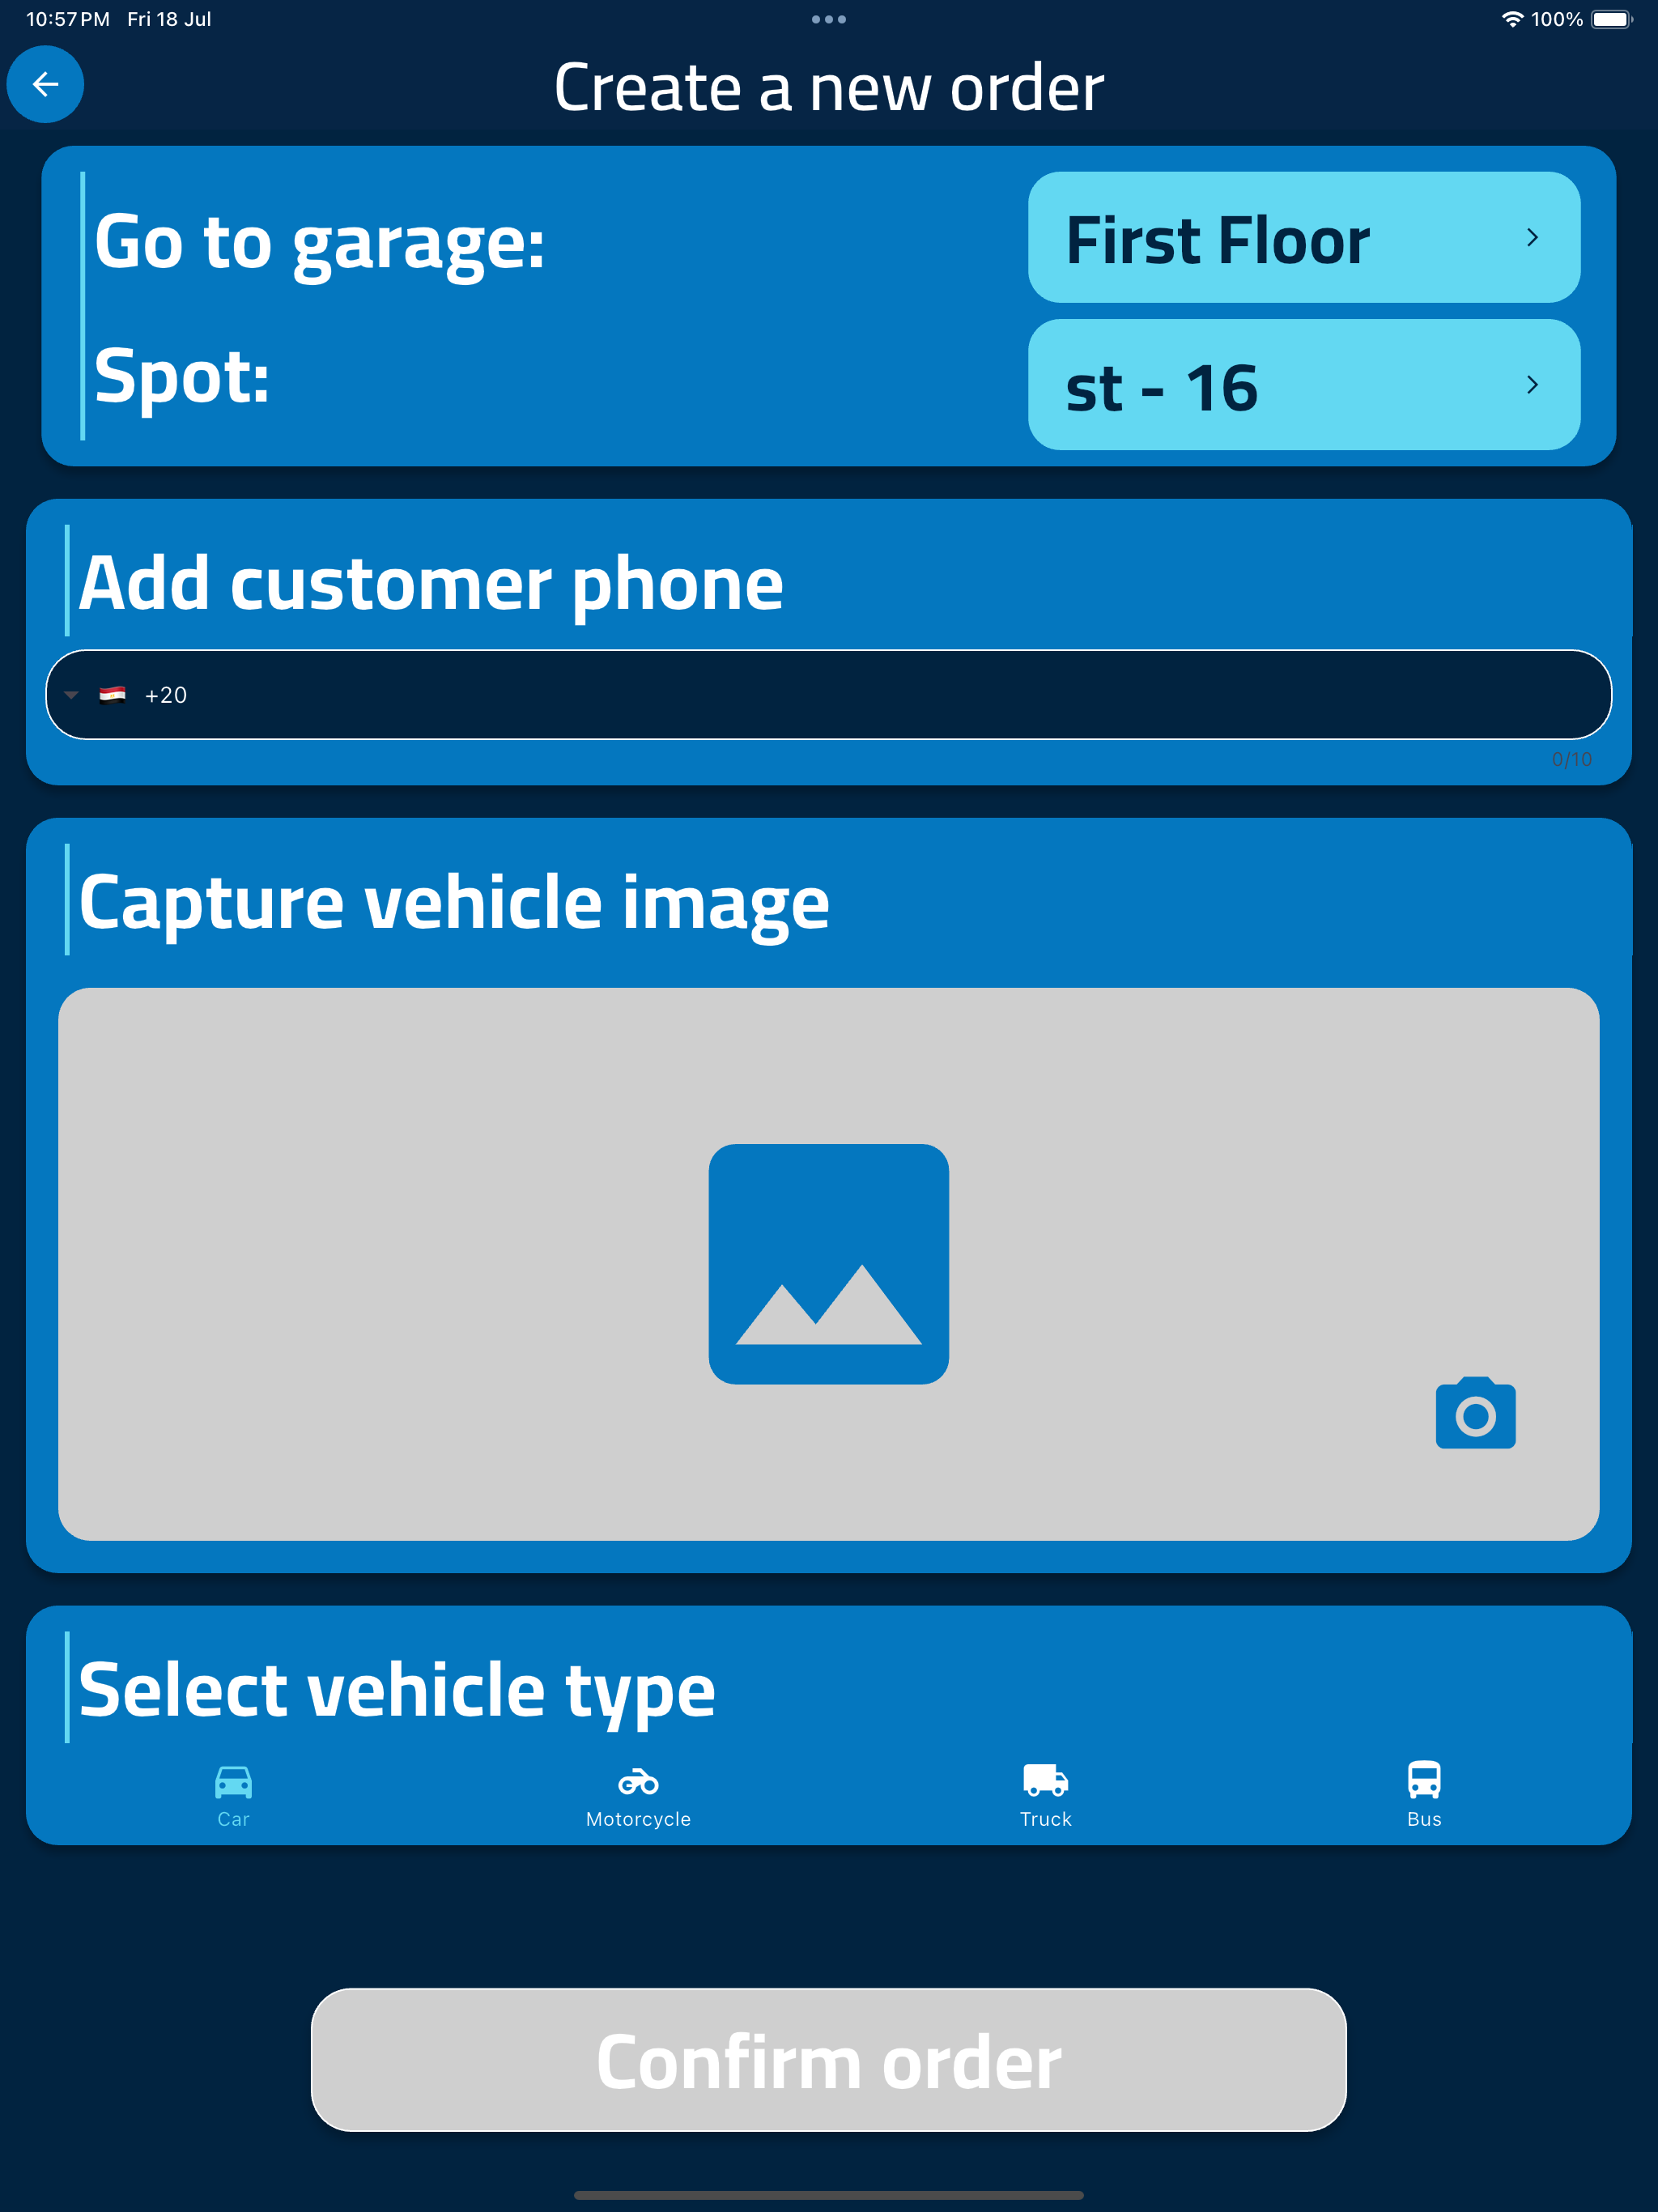 10:57 PM Fri 18 Jul
100%
Create a new order
Go to garage:
First Floor
Spot:
st - 16
Add customer phone
+20
0/10
Capture vehicle image
Select vehicle type
Car Motorcycle Truck Bus
Confirm order